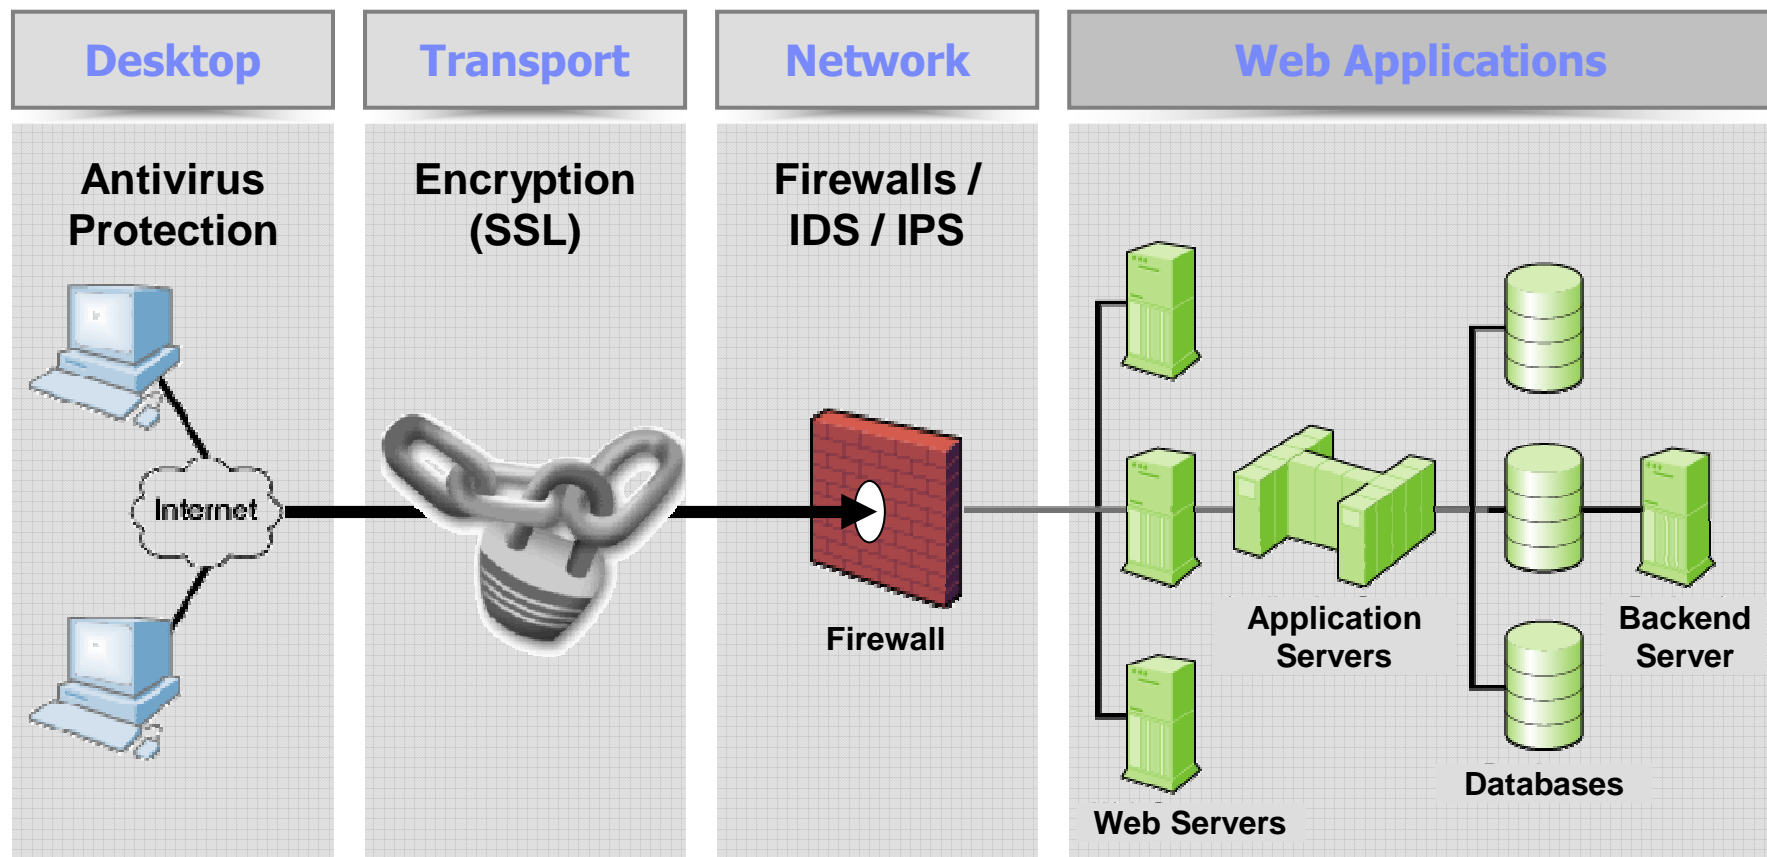 Desktop
Transport
Network
Web Applications
Antivirus
Protection
Encryption
(SSL)
Firewalls /
IDS / IPS
Internet
Firewall
Application
Servers
Backend
Server
Databases
Web Servers